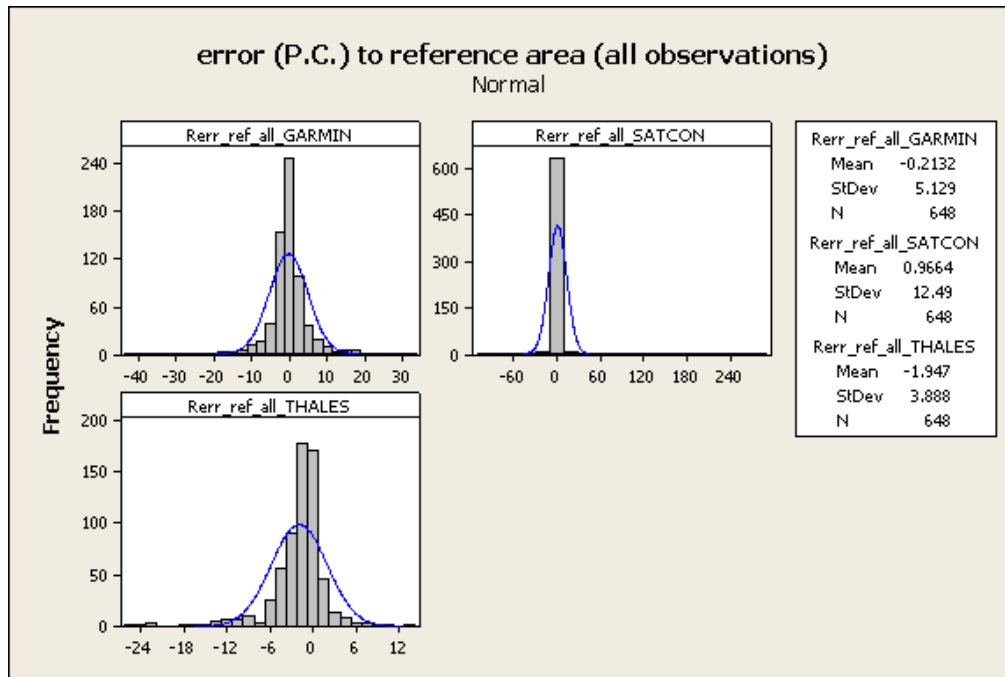 error (P.C.) to reference area (all observations)
Normal
Rerr_ref_all_GARMIN
240
180
120
60
0
-40 -30 -20 -10 0 10 20 30
Rerr_ref_all_SATCON
600
450
300
150
0
-60 0 60 120 180 240
Rerr_ref_all_GARMIN
Mean -0.2132
StDev 5.129
N 648
Rerr_ref_all_SATCON
Mean 0.9664
StDev 12.49
N 648
Rerr_ref_all_THALES
Mean -1.947
StDev 3.888
N 648
Frequency
Rerr_ref_all_THALES
200
150
100
50
0
-24 -18 -12 -6 0 6 12